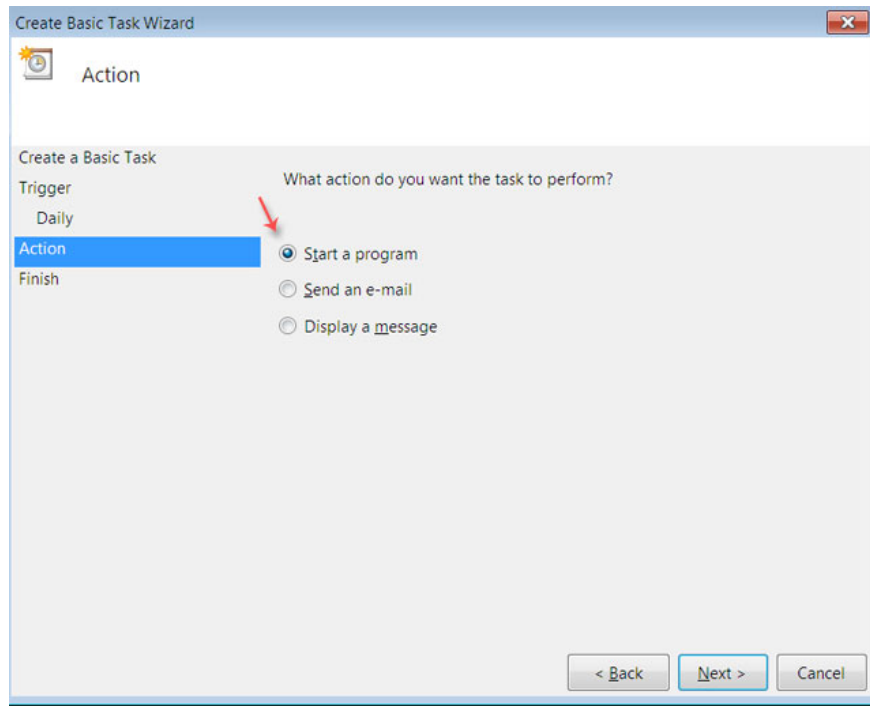 Create Basic Task Wizard
Action
Create a Basic Task
Trigger
Daily
Action
Finish
What action do you want the task to perform?
Start a program
Send an e-mail
Display a message
< Back
Next >
Cancel